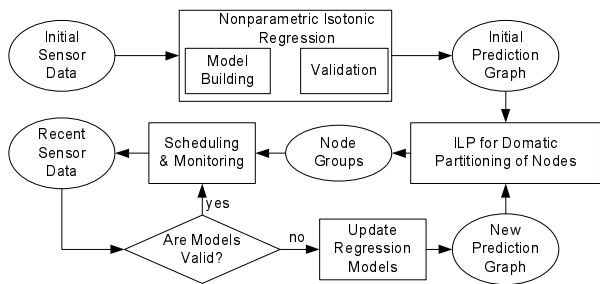 Initial
Sensor
Data
Nonparametric Isotonic
Regression
Model
Building
Validation
Initial
Prediction
Graph
Recent
Sensor
Data
Scheduling
& Monitoring
Node
Groups
ILP for Domatic
Partitioning of Nodes
yes
Are Models
Valid?
no
Update
Regression
Models
New
Prediction
Graph